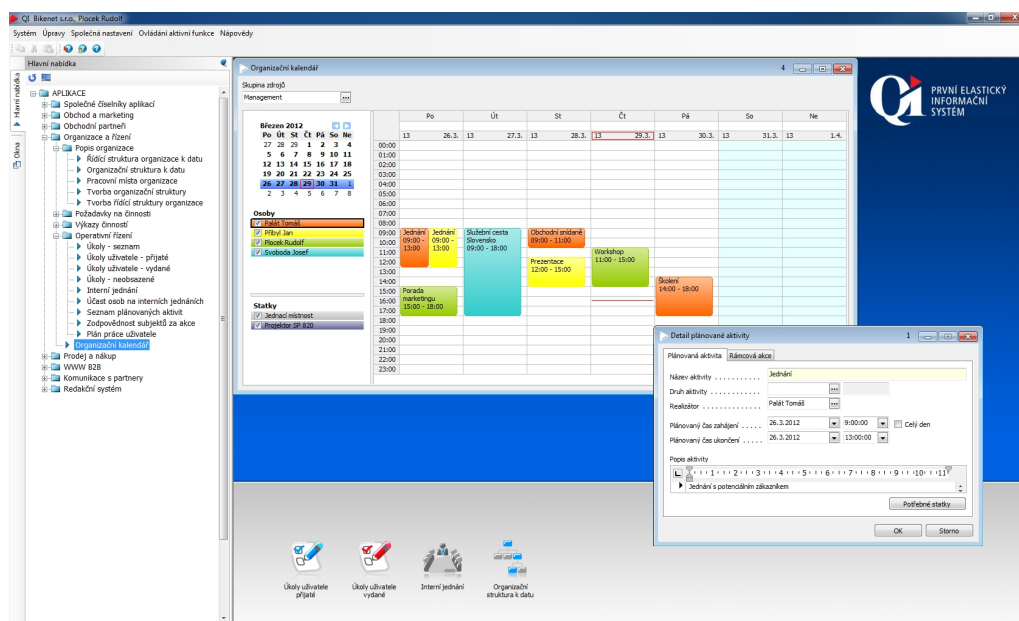 QI Bikenet s.r.o., Plocek Rudolf
Systém Úpravy Společná nastavení Ovládání aktivní funkce Nápovědy
Hlavní nabídka
Hlavní nabídka
Okna
APLIKACE
Společné číselníky aplikací
Obchod a marketing
Obchodní partneři
Organizace a řízení
Popis organizace
Řídící struktura organizace k datu
Organizační struktura k datu
Pracovní místa organizace
Tvorba organizační struktury
Tvorba řídící struktury organizace
Požadavky na činnosti
Výkazy činností
Operativní řízení
Úkoly - seznam
Úkoly uživatele - přijaté
Úkoly uživatele - vydané
Úkoly - neobsazené
Interní jednání
Účast osob na interních jednáních
Seznam plánovaných aktivit
Zodpovědnost subjektů za akce
Plán práce uživatele
Organizační kalendář
Prodej a nákup
WWW B2B
Komunikace s partnery
Redakční systém
Organizační kalendář 4
Skupina zdrojů
Management ...
Březen 2012
Po Út St Čt Pá So Ne
27 28 29 1 2 3 4
5 6 7 8 9 10 11
12 13 14 15 16 17 18
19 20 21 22 23 24 25
26 27 28 29 30 31 1
2 3 4 5 6 7 8
Osoby
Palát Tomáš
Přibyl Jan
Plocek Rudolf
Svoboda Josef
Statky
Jednací místnost
Projektor SP 820
Po Út St Čt Pá So Ne
13 26.3. 13 27.3. 13 28.3. 13 29.3. 13 30.3. 13 31.3. 13 1.4.
00:00
01:00
02:00
03:00
04:00
05:00
06:00
07:00
08:00
09:00
10:00
11:00
12:00
13:00
14:00
15:00
16:00
17:00
18:00
19:00
20:00
21:00
22:00
23:00
Jednání
09:00 -
13:00
Jednání
09:00 -
13:00
Porada
marketingu
15:00 - 18:00
Služební cesta
Slovensko
09:00 - 18:00
Obchodní snídaně
09:00 - 11:00
Prezentace
12:00 - 15:00
Workshop
11:00 - 15:00
Školení
14:00 - 18:00
QI
PRVNÍ ELASTICKÝ
INFORMAČNÍ
SYSTÉM
Detail plánované aktivity 1
Plánovaná aktivita Rámcová akce
Název aktivity . . . . . . . . . . . Jednání
Druh aktivity . . . . . . . . . . . . ...
Realizátor . . . . . . . . . . . . . . Palát Tomáš ...
Plánovaný čas zahájení . . . . . 26.3.2012 9:00:00 Celý den
Plánovaný čas ukončení . . . . . 26.3.2012 13:00:00
Popis aktivity
1 2 3 4 5 6 7 8 9 10 11
Jednání s potenciálním zákazníkem
Potřebné statky
OK Storno
Úkoly uživatele
přijaté
Úkoly uživatele
vydané
Interní jednání
Organizační
struktura k datu